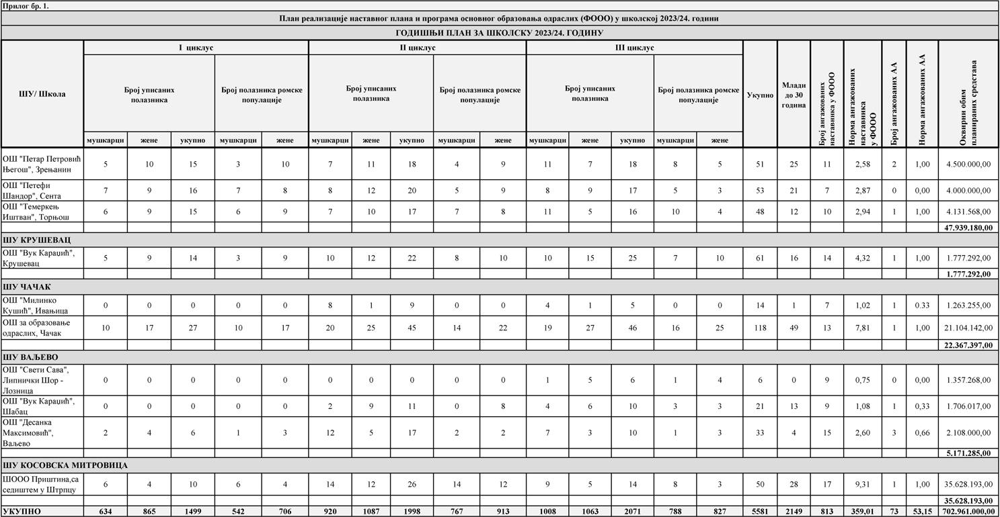 Прилог бр. 1.
План реализације наставног плана и програма основног образовања одраслих (ФООО) у школској 2023/24. години
ГОДИШЊИ ПЛАН ЗА ШКОЛСКУ 2023/24. ГОДИНУ
ШУ/ Школа
I циклус
II циклус
III циклус
Број уписаних
полазника
Број полазника ромске
популације
Број уписаних
полазника
Број полазника ромске
популације
Број уписаних
полазника
Број полазника ромске
популације
мушкарци жене укупно мушкарци жене мушкарци жене укупно мушкарци жене мушкарци жене укупно мушкарци жене
Укупно
Млади
до 30
година
Број ангажованих
наставника у ФООО
Норма ангажованих
наставника
у ФООО
Број ангажованих АА
Норма ангажованих АА
Оквирни обим
планираних средстава
ОШ "Петар Петровић
Његош", Зрењанин
5 10 15 3 10 7 11 18 4 9 11 7 18 8 5 51 25 11 2,58 2 1,00 4.500.000,00
ОШ "Петефи
Шандор", Сента
7 9 16 7 8 8 12 20 5 9 8 9 17 5 3 53 21 7 2,87 0 0,00 4.000.000,00
ОШ "Темеркењ
Иштван", Торњош
6 9 15 6 9 7 10 17 7 8 11 5 16 10 4 48 12 10 2,94 1 1,00 4.131.568,00
47.939.180,00
ШУ КРУШЕВАЦ
ОШ "Вук Караџић",
Крушевац
5 9 14 3 9 10 12 22 8 10 10 15 25 7 10 61 16 14 4,32 1 1,00 1.777.292,00
1.777.292,00
ШУ ЧАЧАК
ОШ "Милинко
Кушић", Ивањица
0 0 0 0 0 8 1 9 0 0 4 1 5 0 0 14 1 7 1,02 1 0.33 1.263.255,00
ОШ за образовање
одраслих, Чачак
10 17 27 10 17 20 25 45 14 22 19 27 46 16 25 118 49 13 7,81 1 1,00 21.104.142,00
22.367.397,00
ШУ ВАЉЕВО
ОШ "Свети Сава",
Липнички Шор -
Лозница
0 0 0 0 0 0 0 0 0 0 1 5 6 1 4 6 0 9 0,75 0 0,00 1.357.268,00
ОШ "Вук Караџић",
Шабац
0 0 0 0 0 2 9 11 0 8 4 6 10 3 3 21 13 9 1,08 1 0,33 1.706.017,00
ОШ "Десанка
Максимовић",
Ваљево
2 4 6 1 3 12 5 17 2 2 7 3 10 1 3 33 4 15 2,60 3 0,66 2.108.000,00
5.171.285,00
ШУ КОСОВСКА МИТРОВИЦА
ШООО Приштина,са
седиштем у Штрпцу
6 4 10 6 4 14 12 26 14 12 9 5 14 8 3 50 28 17 9,31 1 1,00 35.628.193,00
35.628.193,00
УКУПНО 634 865 1499 542 706 920 1087 1998 767 913 1008 1063 2071 788 827 5581 2149 813 359,01 73 53,15 702.961.000,00